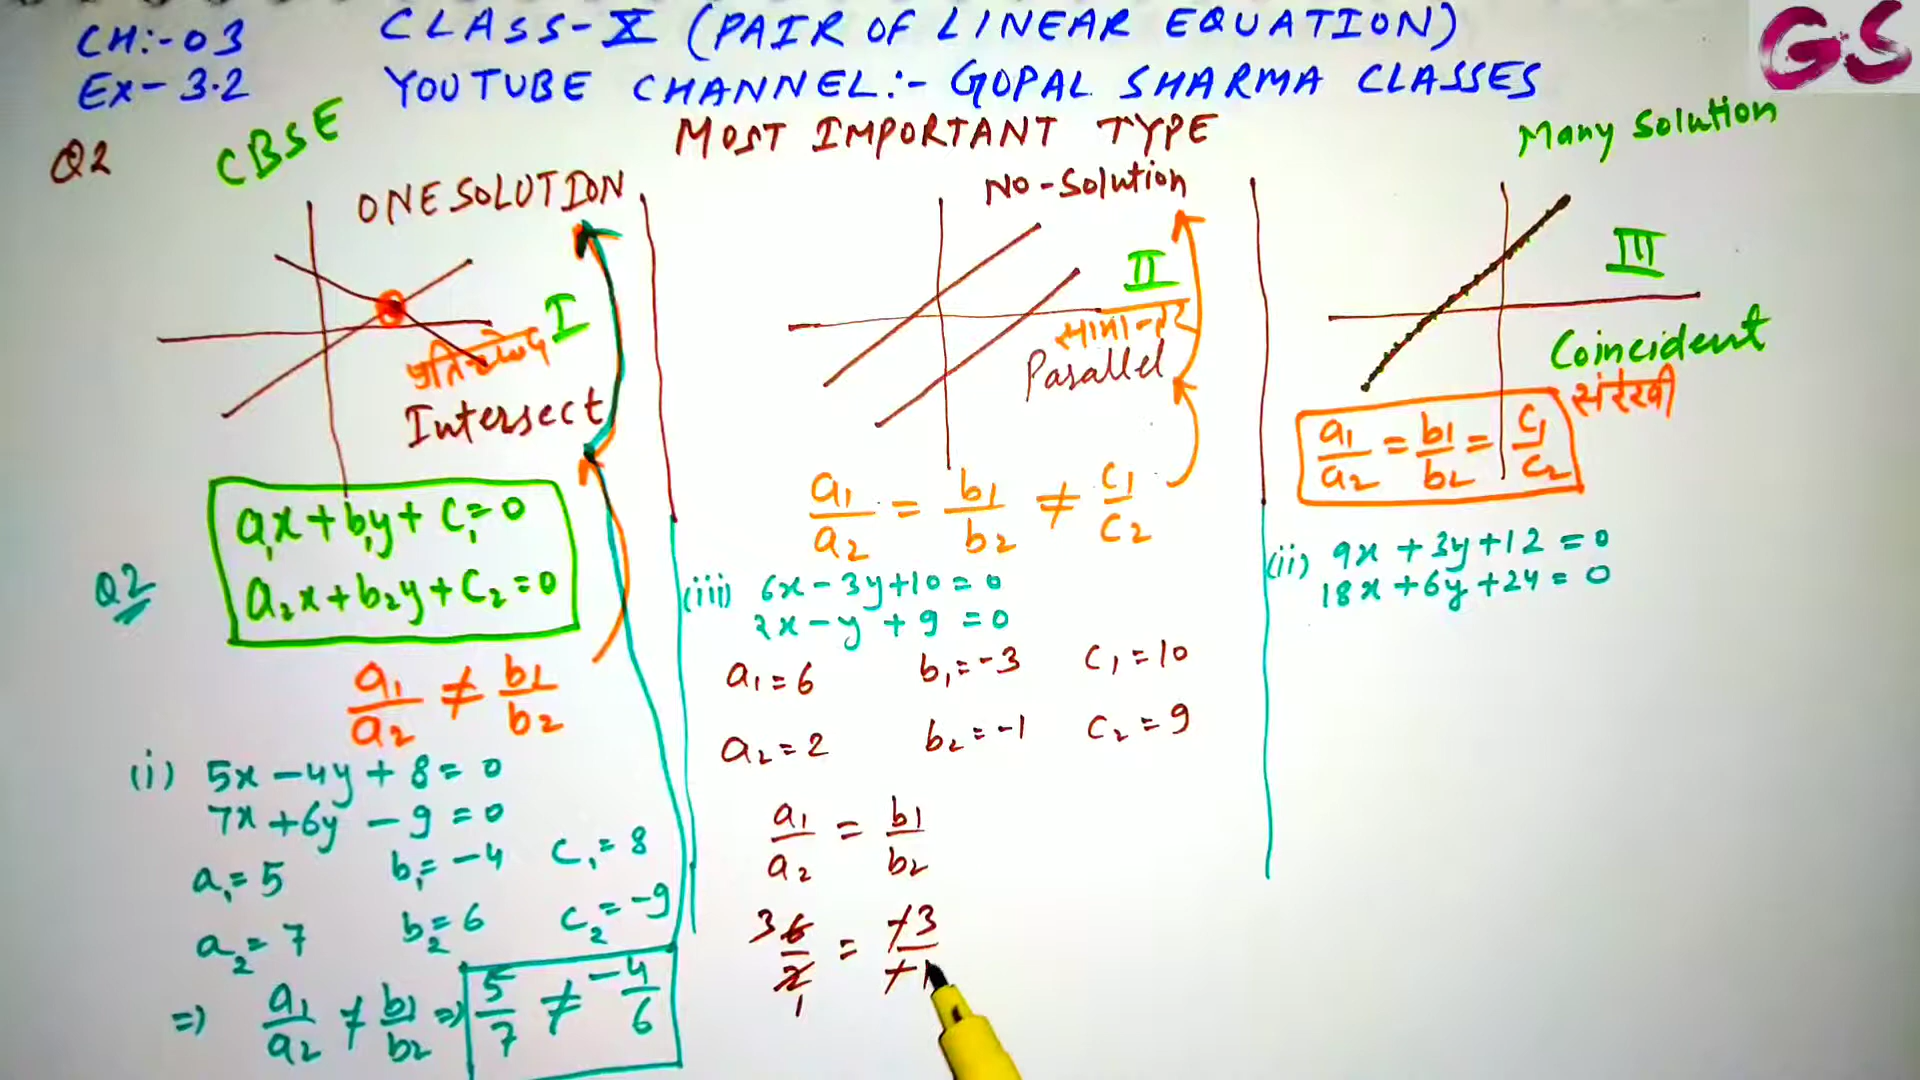 CH:-03 CLASS-X (PAIR OF LINEAR EQUATION)
Ex-3.2 YOUTUBE CHANNEL:- GOPAL SHARMA CLASSES
GS
Q2 CBSE MOST IMPORTANT TYPE
ONE SOLUTION
I
Intersect
a₁x+b₁y+c₁=0
Q2 a₂x+b₂y+c₂=0
a₁/a₂ ≠ b₁/b₂
(i) 5x-4y+8=0
7x+6y-9=0
a₁=5 b₁=-4 c₁=8
a₂=7 b₂=6 c₂=-9
=) a₁/a₂ ≠ b₁/b₂ =) 5/7 ≠ -4/6
No-Solution
II
Parallel
a₁/a₂ = b₁/b₂ ≠ c₁/c₂
(iii) 6x-3y+10=0
2x-y+9=0
a₁=6 b₁=-3 c₁=10
a₂=2 b₂=-1 c₂=9
a₁/a₂ = b₁/b₂
3 6/2 1 = -3/-1
Many Solution
III
Coincident
संरेखी
a₁/a₂ = b₁/b₂ = c₁/c₂
(ii) 9x+3y+12=0
18x+6y+24=0